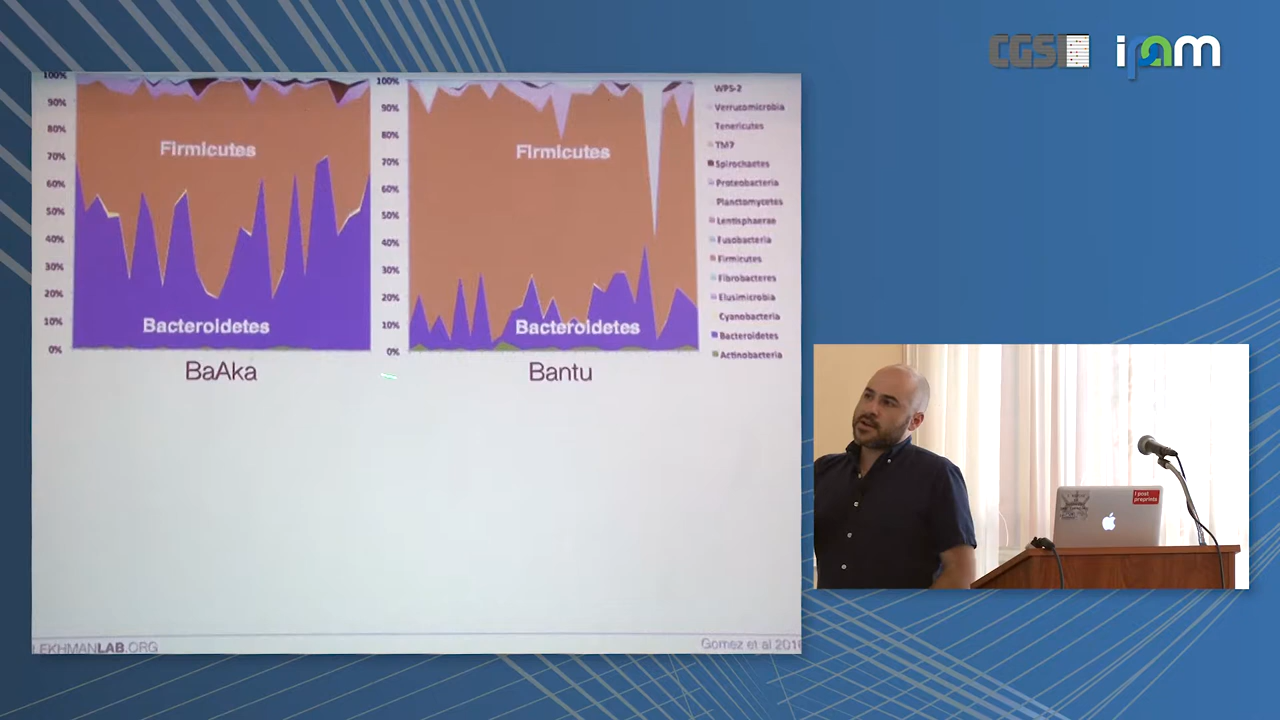 CGSI
ipam
100%
90%
80%
70%
60%
50%
40%
30%
20%
10%
0%
Firmicutes
Bacteroidetes
BaAka
100%
90%
80%
70%
60%
50%
40%
30%
20%
10%
0%
Firmicutes
Bacteroidetes
Bantu
WPS-2
Verrucomicrobia
Tenericutes
TM7
Spirochaetes
Proteobacteria
Planctomycetes
Lentisphaerae
Fusobacteria
Firmicutes
Fibrobacteres
Elusimicrobia
Cyanobacteria
Bacteroidetes
Actinobacteria
LEKHMANLAB.ORG
Gomez et al 201
I post
preprints